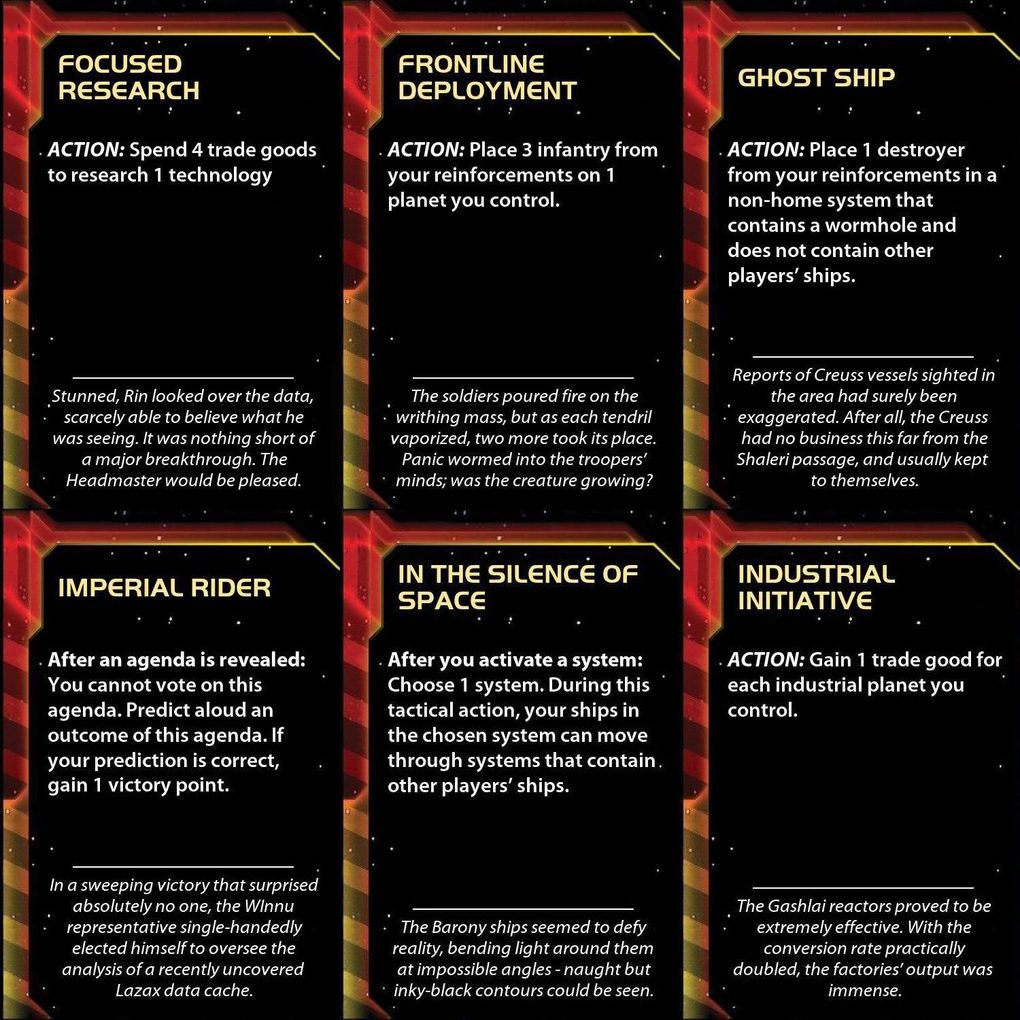 FOCUSED
RESEARCH
ACTION: Spend 4 trade goods
to research 1 technology
Stunned, Rin looked over the data,
scarcely able to believe what he
was seeing. It was nothing short of
a major breakthrough. The
Headmaster would be pleased.
FRONTLINE
DEPLOYMENT
ACTION: Place 3 infantry from
your reinforcements on 1
planet you control.
The soldiers poured fire on the
writhing mass, but as each tendril
vaporized, two more took its place.
Panic wormed into the troopers'
minds; was the creature growing?
GHOST SHIP
ACTION: Place 1 destroyer
from your reinforcements in a
non-home system that
contains a wormhole and
does not contain other
players' ships.
Reports of Creuss vessels sighted in
the area had surely been
exaggerated. After all, the Creuss
had no business this far from the
Shaleri passage, and usually kept
to themselves.
IMPERIAL RIDER
After an agenda is revealed:
You cannot vote on this
agenda. Predict aloud an
outcome of this agenda. If
your prediction is correct,
gain 1 victory point.
In a sweeping victory that surprised
absolutely no one, the WInnu
representative single-handedly
elected himself to oversee the
analysis of a recently uncovered
Lazax data cache.
IN THE SILENCE OF
SPACE
After you activate a system:
Choose 1 system. During this
tactical action, your ships in
the chosen system can move
through systems that contain
other players' ships.
The Barony ships seemed to defy
reality, bending light around them
at impossible angles - naught but
inky-black contours could be seen.
INDUSTRIAL
INITIATIVE
ACTION: Gain 1 trade good for
each industrial planet you
control.
The Gashlai reactors proved to be
extremely effective. With the
conversion rate practically
doubled, the factories' output was
immense.